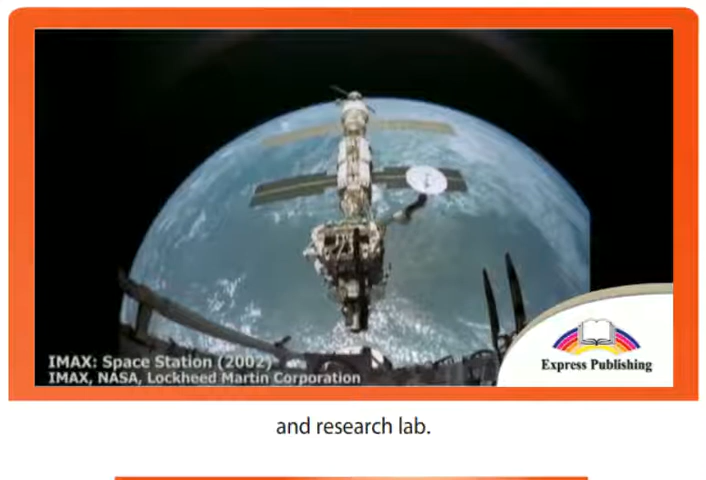 IMAX: Space Station (2002)
IMAX, NASA, Lockheed Martin Corporation
Express Publishing
and research lab.